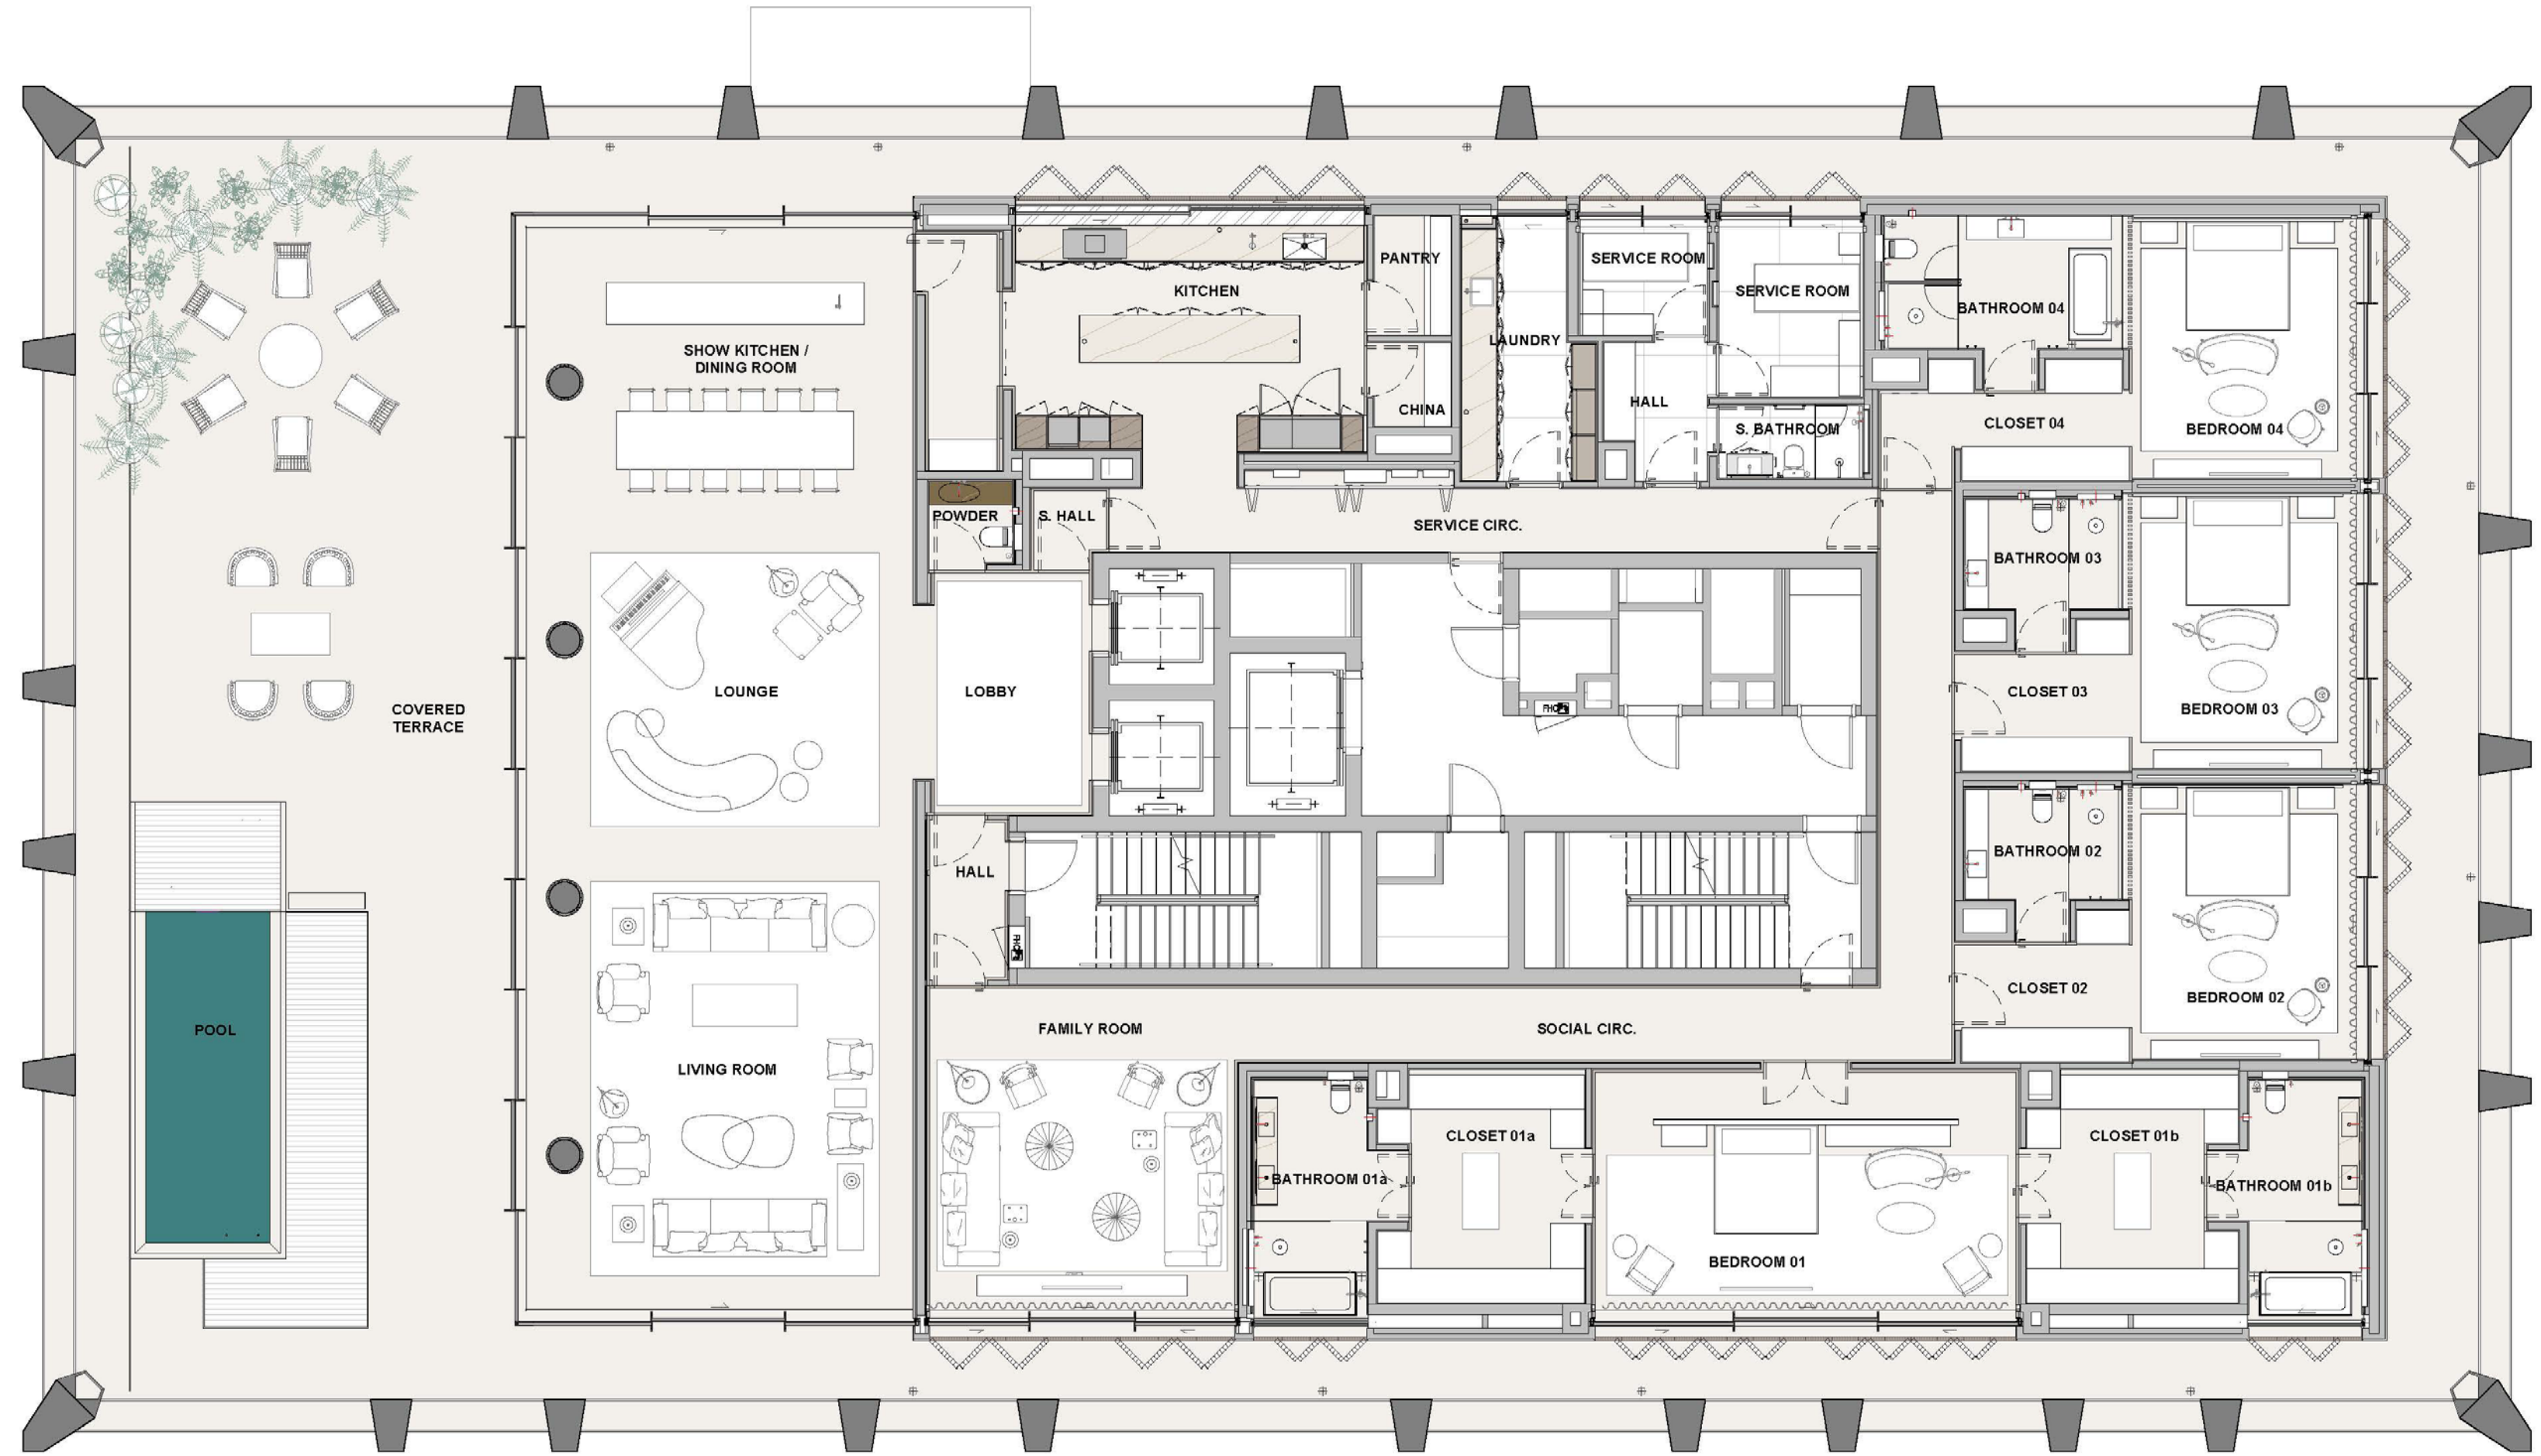 PANTRY
SERVICE ROOM
KITCHEN
SERVICE ROOM
BATHROOM 04
LAUNDRY
SHOW KITCHEN /
DINING ROOM
CHINA
HALL
CLOSET 04
S. BATHROOM
BEDROOM 04
POWDER
S. HALL
SERVICE CIRC.
BATHROOM 03
LOUNGE
LOBBY
CLOSET 03
COVERED
TERRACE
BEDROOM 03
BATHROOM 02
HALL
CLOSET 02
BEDROOM 02
POOL
FAMILY ROOM
SOCIAL CIRC.
LIVING ROOM
CLOSET 01a
CLOSET 01b
BATHROOM 01a
BATHROOM 01b
BEDROOM 01